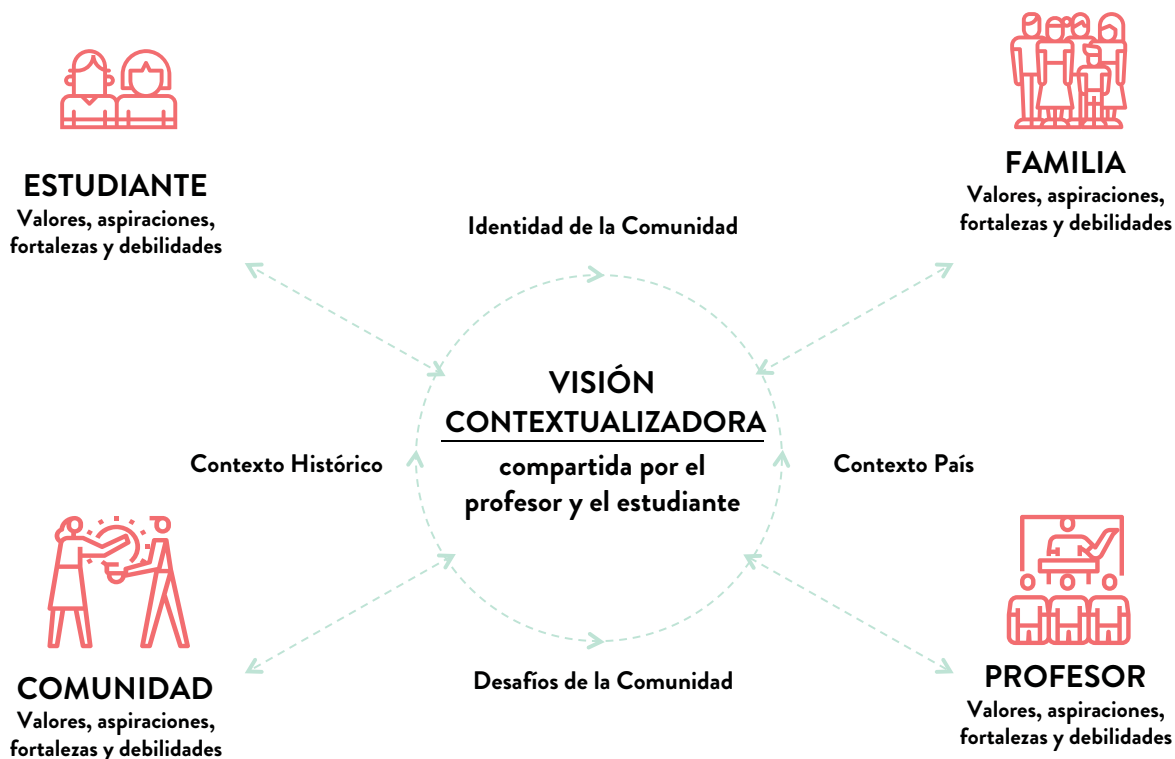 ESTUDIANTE
Valores, aspiraciones,
fortalezas y debilidades
FAMILIA
Valores, aspiraciones,
fortalezas y debilidades
Identidad de la Comunidad
VISIÓN
CONTEXTUALIZADORA
compartida por el
profesor y el estudiante
Contexto Histórico
Contexto País
COMUNIDAD
Valores, aspiraciones,
fortalezas y debilidades
Desafíos de la Comunidad
PROFESOR
Valores, aspiraciones,
fortalezas y debilidades